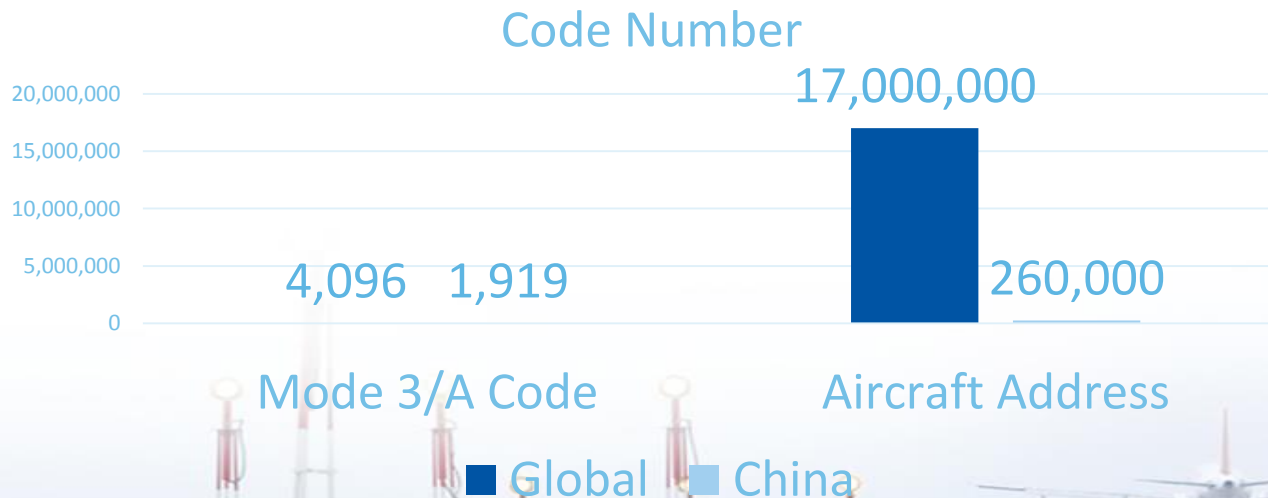 Code Number
17,000,000
20,000,000
15,000,000
10,000,000
5,000,000
4,096 1,919
260,000
0
Mode 3/A Code Aircraft Address
Global China